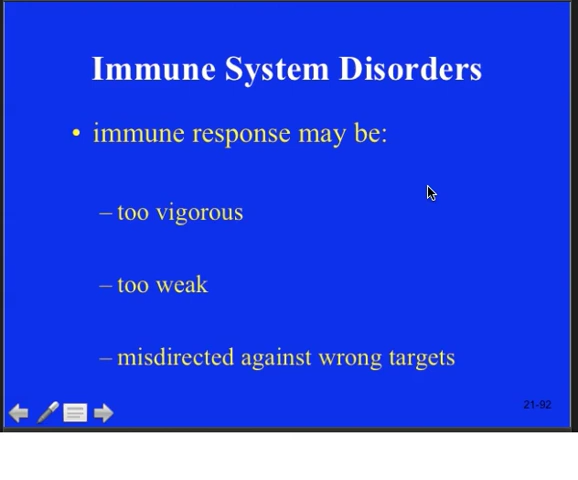 Immune System Disorders
• immune response may be:
– too vigorous
– too weak
– misdirected against wrong targets
21-92